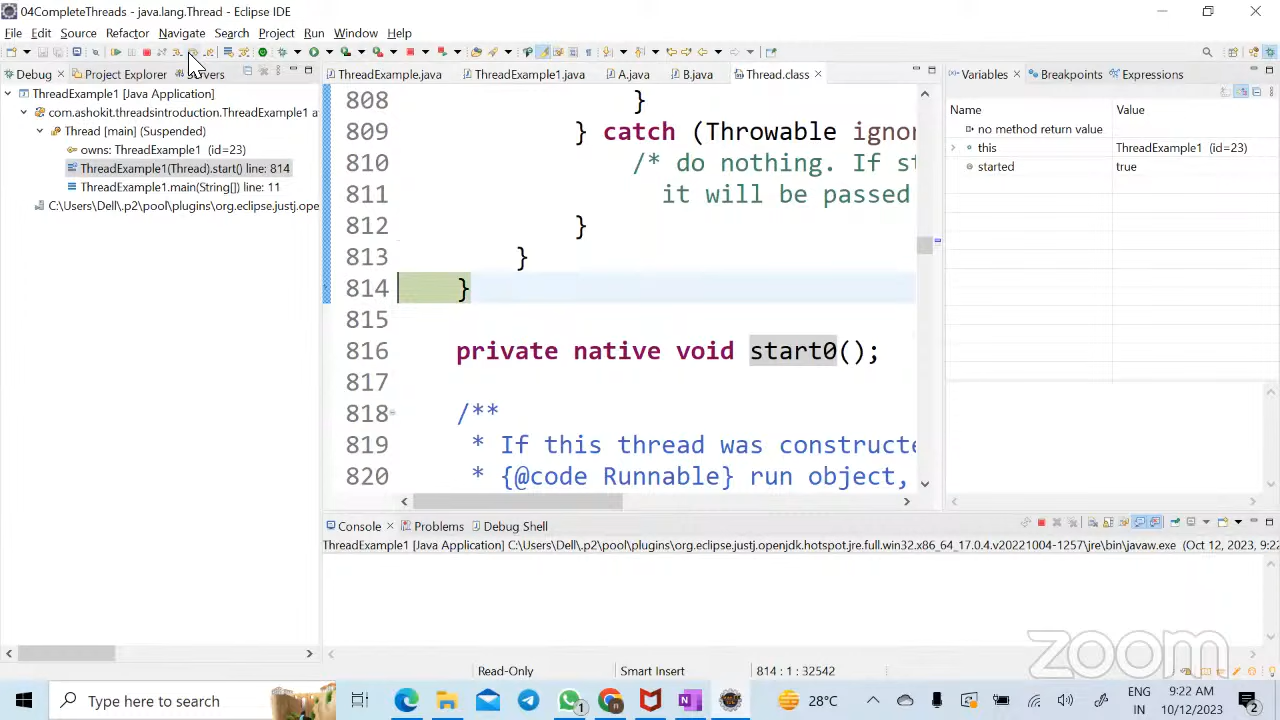 04CompleteThreads - java.lang.Thread - Eclipse IDE
File Edit Source Refactor Navigate Search Project Run Window Help
Debug Project Explorer Servers
ThreadExample1 [Java Application]
com.ashokit.threadsintroduction.ThreadExample1 a
Thread [main] (Suspended)
owns: ThreadExample1 (id=23)
ThreadExample1(Thread).start() line: 814
ThreadExample1.main(String[]) line: 11
C:\Users\Dell\.p2\pool\plugins\org.eclipse.justj.ope
ThreadExample.java ThreadExample1.java A.java B.java Thread.class
808 }
809 } catch (Throwable ignor
810 /* do nothing. If st
811 it will be passed
812 }
813 }
814 }
815
816 private native void start0();
817
818 /**
819 * If this thread was constructe
820 * {@code Runnable} run object,
Variables Breakpoints Expressions
Name Value
no method return value
this ThreadExample1 (id=23)
started true
Console Problems Debug Shell
ThreadExample1 [Java Application] C:\Users\Dell\.p2\pool\plugins\org.eclipse.justj.openjdk.hotspot.jre.full.win32.x86_64_17.0.4.v20221004-1257\jre\bin\javaw.exe (Oct 12, 2023, 9:22
zoom
Read-Only Smart Insert 814 : 1 : 32542
Type here to search
1
28°C
ENG
IN
9:22 AM
10/12/2023
2